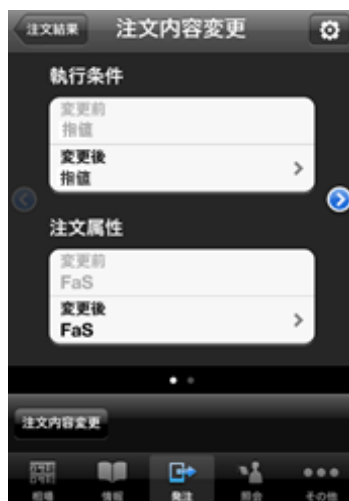 注文結果
注文内容変更
執行条件
変更前
指値
変更後
指値
注文属性
変更前
FaS
変更後
FaS
注文内容変更
相場
情報
発注
照会
その他